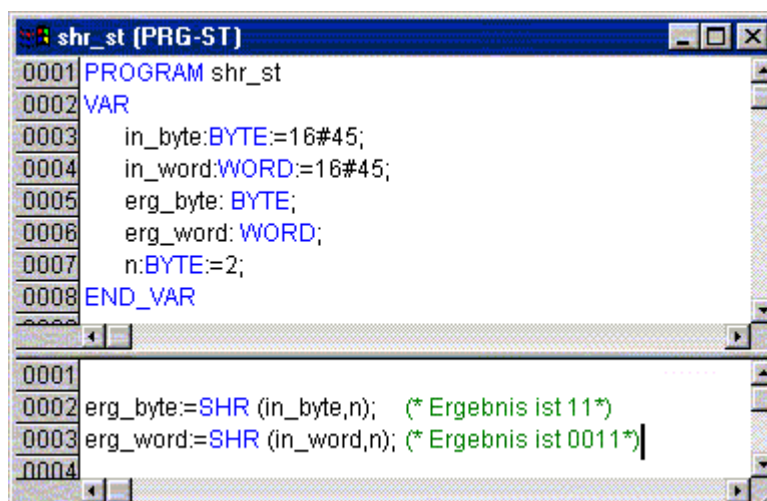 shr_st (PRG-ST)
0001 PROGRAM shr_st
0002 VAR
0003 in_byte:BYTE:=16#45;
0004 in_word:WORD:=16#45;
0005 erg_byte: BYTE;
0006 erg_word: WORD;
0007 n:BYTE:=2;
0008 END_VAR
0001
0002 erg_byte:=SHR (in_byte,n); (* Ergebnis ist 11*)
0003 erg_word:=SHR (in_word,n); (* Ergebnis ist 0011*)
0004